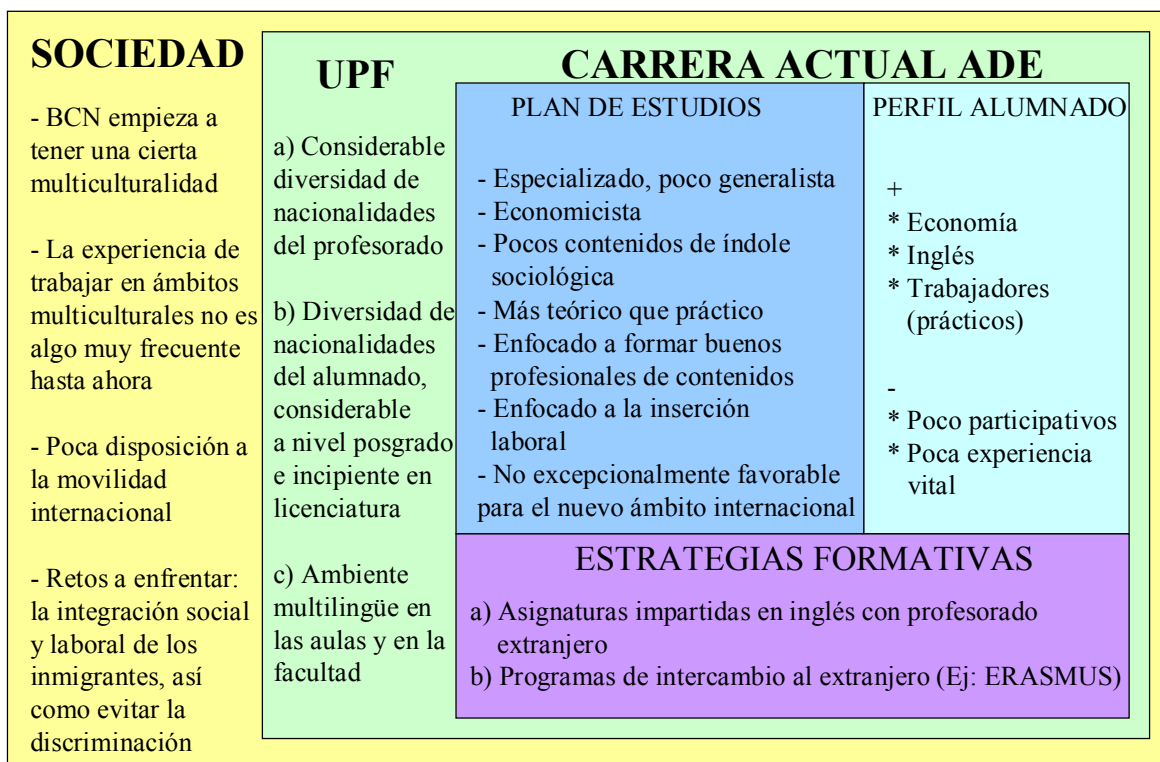 SOCIEDAD
- BCN empieza a
tener una cierta
multiculturalidad
- La experiencia de
trabajar en ámbitos
multiculturales no es
algo muy frecuente
hasta ahora
- Poca disposición a
la movilidad
internacional
- Retos a enfrentar:
la integración social
y laboral de los
inmigrantes, así
como evitar la
discriminación
UPF
a) Considerable
diversidad de
nacionalidades
del profesorado
b) Diversidad de
nacionalidades
del alumnado,
considerable
a nivel posgrado
e incipiente en
licenciatura
c) Ambiente
multilingüe en
las aulas y en la
facultad
CARRERA ACTUAL ADE
PLAN DE ESTUDIOS
- Especializado, poco generalista
- Economicista
- Pocos contenidos de índole
sociológica
- Más teórico que práctico
- Enfocado a formar buenos
profesionales de contenidos
- Enfocado a la inserción
laboral
- No excepcionalmente favorable
para el nuevo ámbito internacional
PERFIL ALUMNADO
+
* Economía
* Inglés
* Trabajadores
(prácticos)
-
* Poco participativos
* Poca experiencia
vital
ESTRATEGIAS FORMATIVAS
a) Asignaturas impartidas en inglés con profesorado
extranjero
b) Programas de intercambio al extranjero (Ej: ERASMUS)